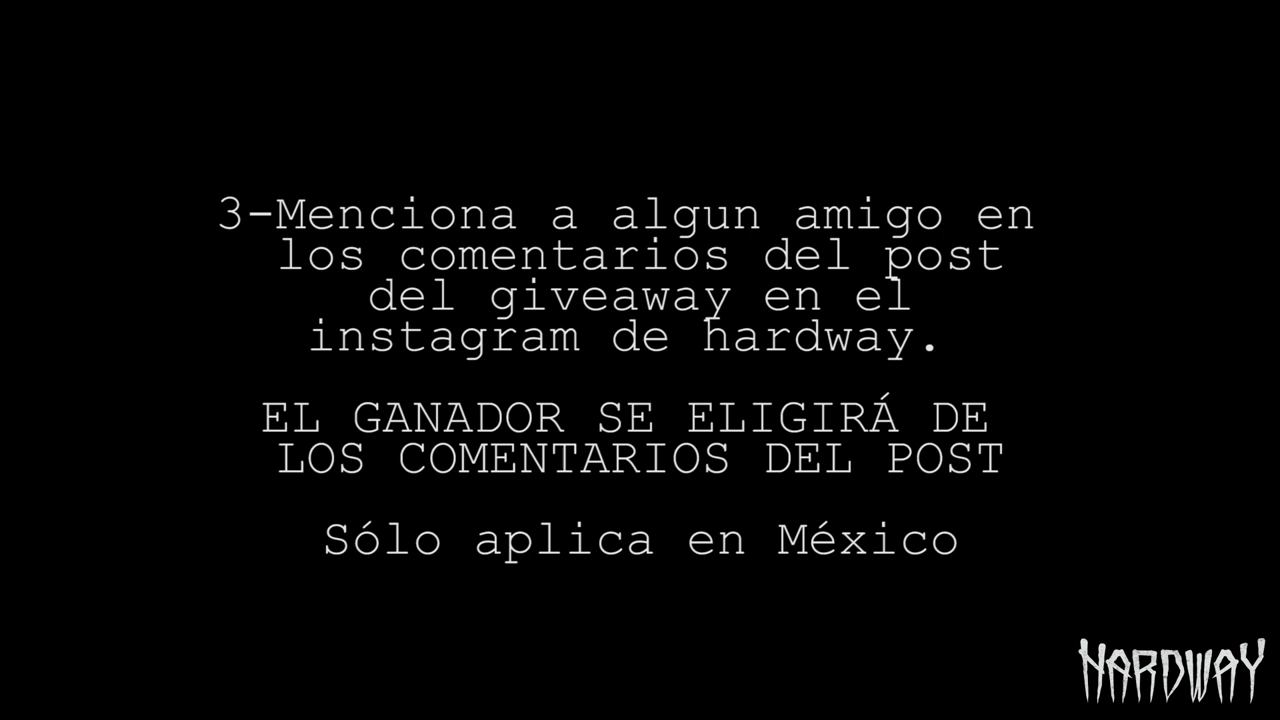 3-Menciona a algun amigo en
los comentarios del post
del giveaway en el
instagram de hardway.
EL GANADOR SE ELIGIRÁ DE
LOS COMENTARIOS DEL POST
Sólo aplica en México
HARDWAY